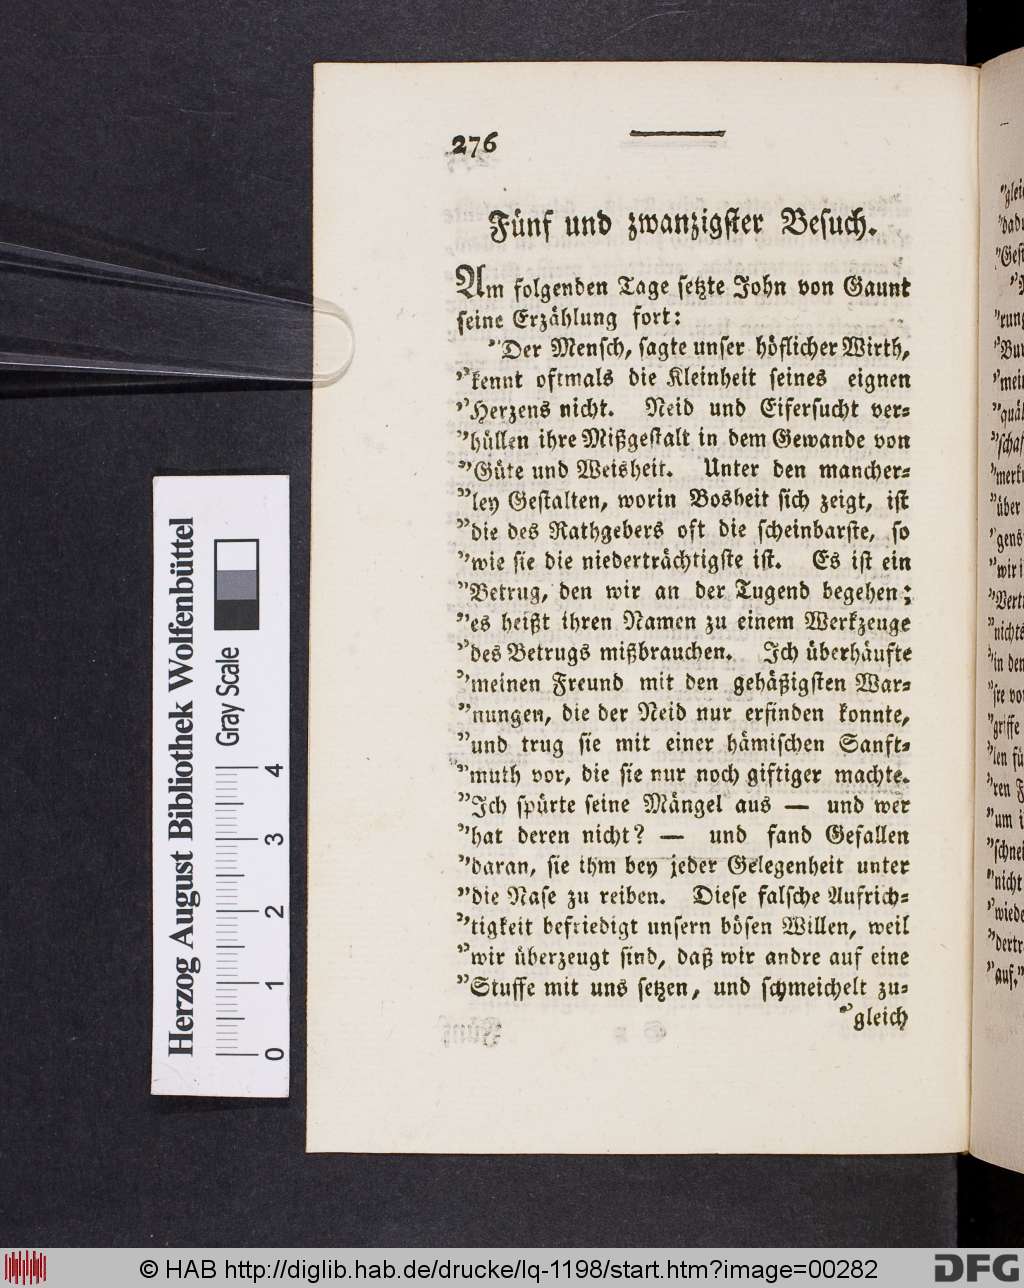 276
Fünf und zwanzigster Besuch.
Am folgenden Tage setzte John von Gaunt
seine Erzählung fort:
"Der Mensch, sagte unser höflicher Wirth,
"kennt oftmals die Kleinheit seines eignen
"Herzens nicht. Neid und Eifersucht ver=
"hüllen ihre Mißgestalt in dem Gewande von
"Güte und Weisheit. Unter den mancher=
"ley Gestalten, worin Bosheit sich zeigt, ist
"die des Rathgebers oft die scheinbarste, so
"wie sie die niederträchtigste ist. Es ist ein
"Betrug, den wir an der Tugend begehen;
"es heißt ihren Namen zu einem Werkzeuge
"des Betrugs mißbrauchen. Ich überhäufte
"meinen Freund mit den gehäßigsten War=
"nungen, die der Neid nur erfinden konnte,
"und trug sie mit einer hämischen Sanft=
"muth vor, die sie nur noch giftiger machte.
"Ich spürte seine Mängel aus — und wer
"hat deren nicht? — und fand Gefallen
"daran, sie ihm bey jeder Gelegenheit unter
"die Nase zu reiben. Diese falsche Aufrich=
"tigkeit befriedigt unsern bösen Willen, weil
"wir überzeugt sind, daß wir andre auf eine
"Stuffe mit uns setzen, und schmeichelt zu=
"gleich
Herzog August Bibliothek Wolfenbüttel
Gray Scale
0 1 2 3 4
© HAB http://diglib.hab.de/drucke/lq-1198/start.htm?image=00282
DFG